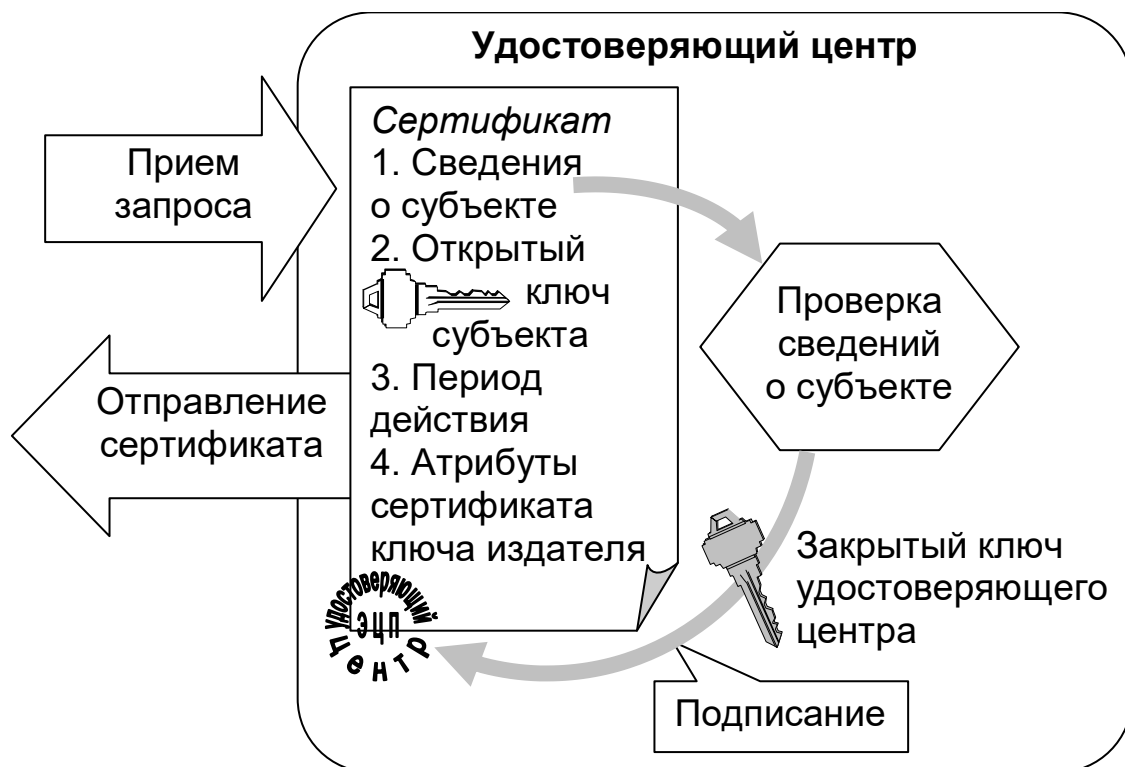 Удостоверяющий центр
Прием
запроса
Сертификат
1. Сведения
о субъекте
2. Открытый
ключ
субъекта
3. Период
действия
4. Атрибуты
сертификата
ключа издателя
Отправление
сертификата
Проверка
сведений
о субъекте
Закрытый ключ
удостоверяющего
центра
Подписание
Удостоверяющий
ЭЦП
центр